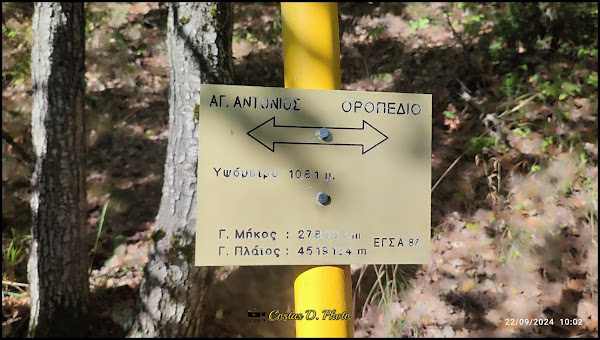 ΑΓ. ΑΝΤΩΝΙΟΣ ΟΡΟΠΕΔΙΟ
Υψόμετρο 1061 μ.
Γ. Μήκος :
Γ. Πλάτος : m
ΕΓΣΑ 87
Costas D. Photo
22/09/2024 10:02